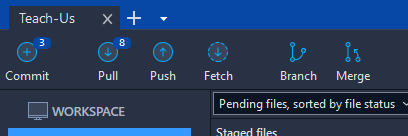 Teach-Us
3
8
Commit
Pull
Push
Fetch
Branch
Merge
WORKSPACE
Pending files, sorted by file status
Staged files